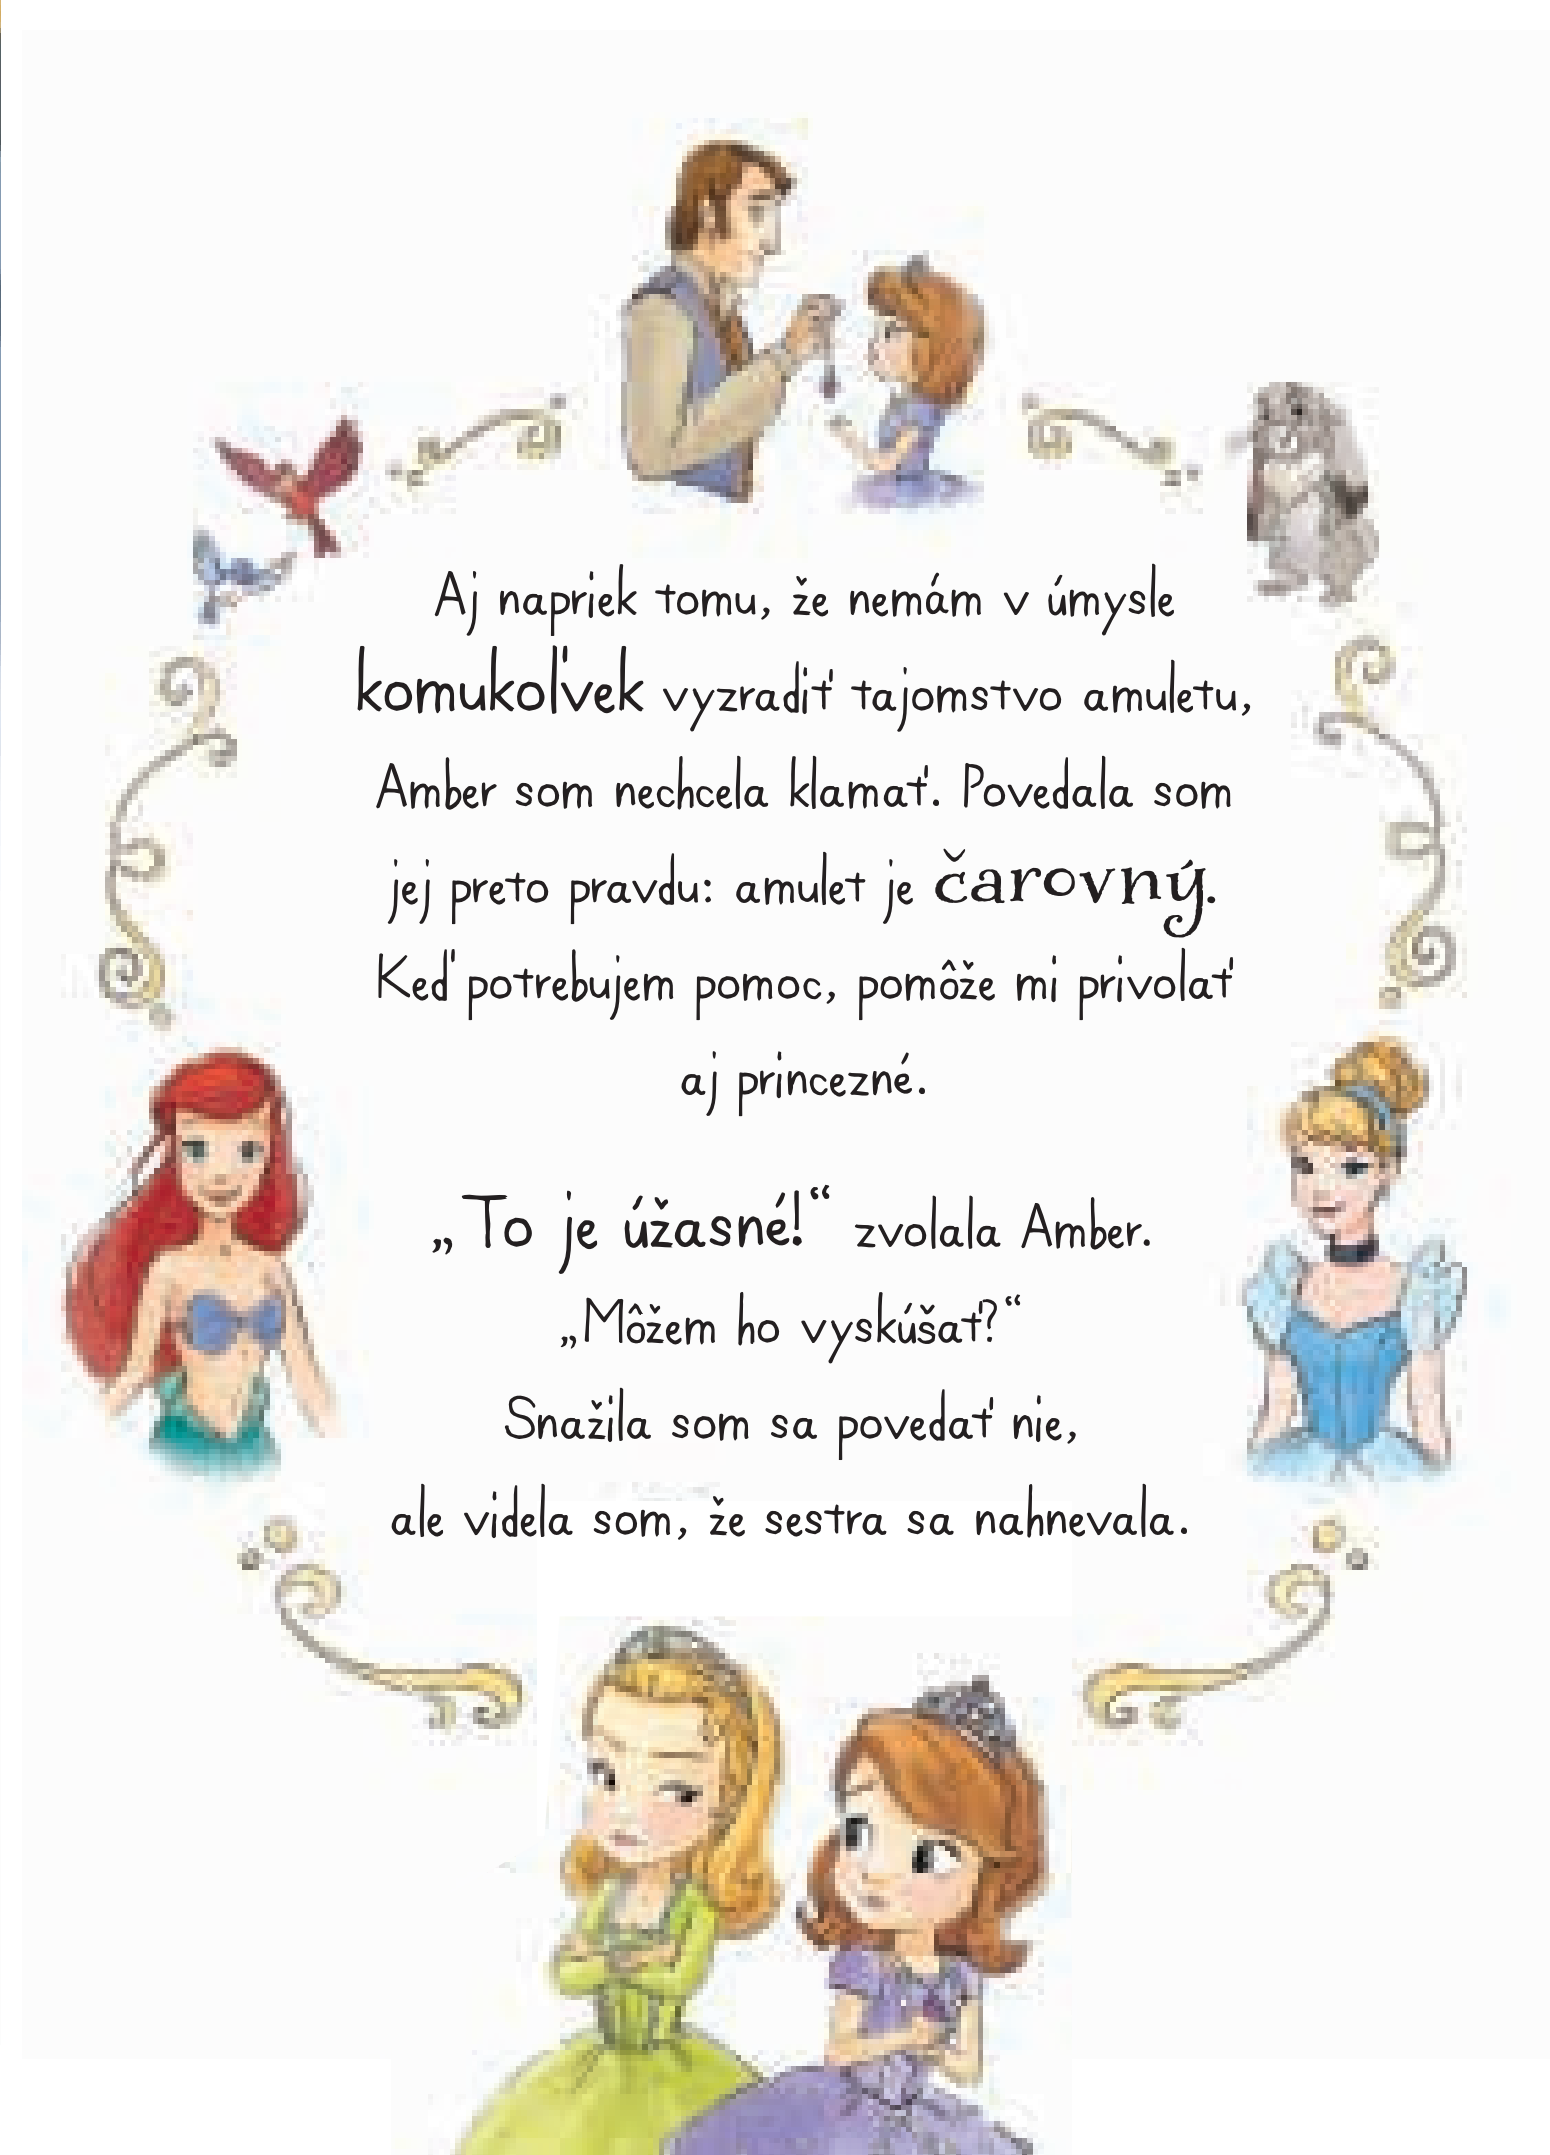 Aj napriek tomu, že nemám v úmysle
komukoľvek vyzradiť tajomstvo amuletu,
Amber som nechcela klamať. Povedala som
jej preto pravdu: amulet je čarovný.
Keď potrebujem pomoc, pomôže mi privolať
aj princezné.
„To je úžasné!“ zvolala Amber.
„Môžem ho vyskúšať?“
Snažila som sa povedať nie,
ale videla som, že sestra sa nahnevala.